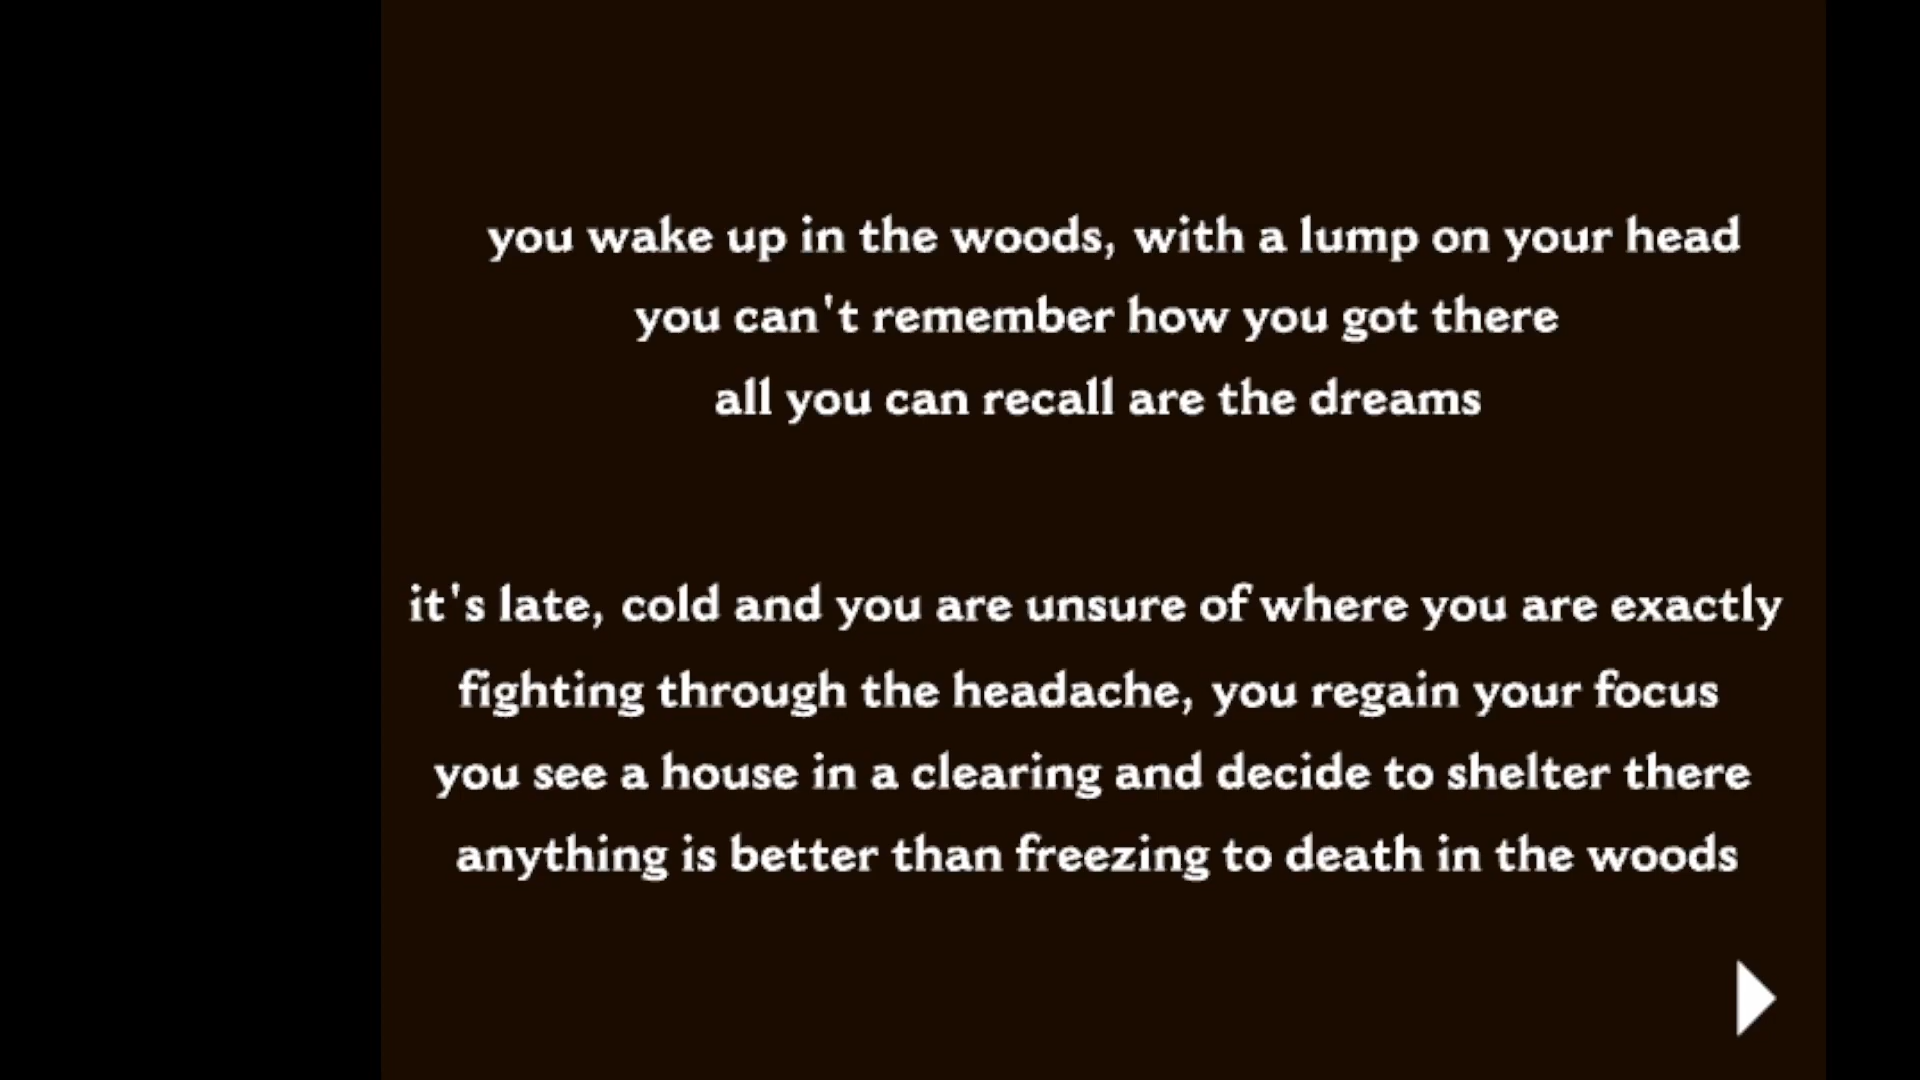 you wake up in the woods, with a lump on your head
you can't remember how you got there
all you can recall are the dreams
it's late, cold and you are unsure of where you are exactly
fighting through the headache, you regain your focus
you see a house in a clearing and decide to shelter there
anything is better than freezing to death in the woods